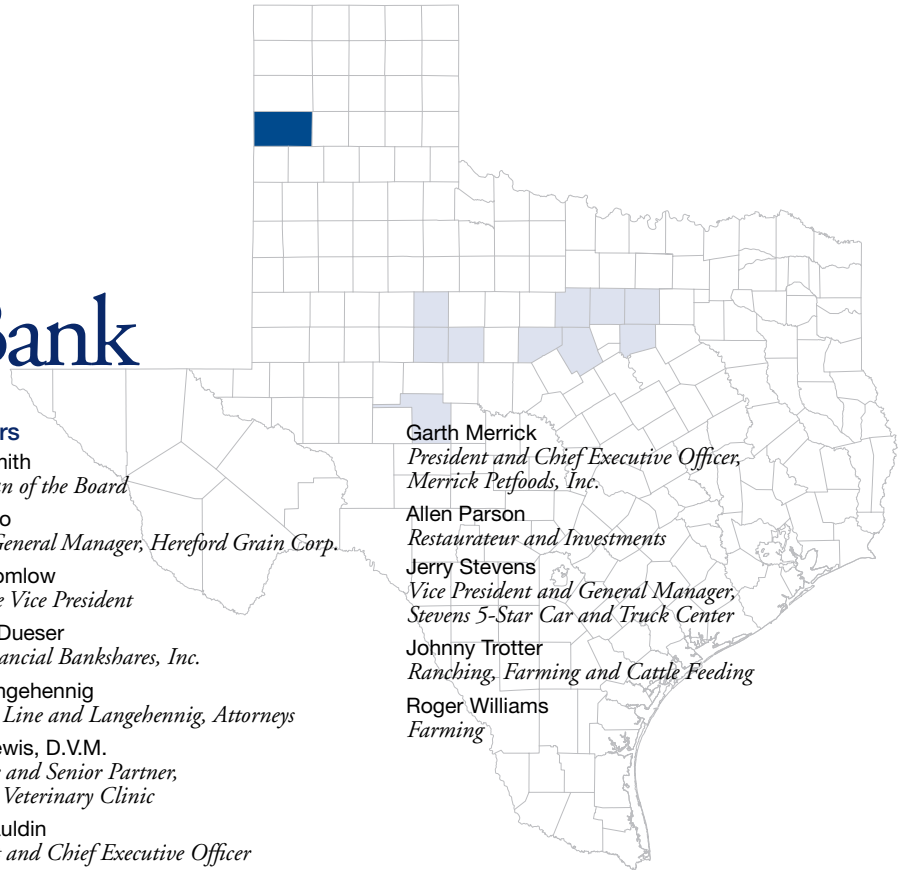 Bank
rs
nith
n of the Board
o
General Manager, Hereford Grain Corp.
omlow
e Vice President
Dueser
ancial Bankshares, Inc.
ngehennig
Line and Langehennig, Attorneys
ewis, D.V.M.
and Senior Partner,
Veterinary Clinic
uldin
and Chief Executive Officer
Garth Merrick
President and Chief Executive Officer,
Merrick Petfoods, Inc.
Allen Parson
Restaurateur and Investments
Jerry Stevens
Vice President and General Manager,
Stevens 5-Star Car and Truck Center
Johnny Trotter
Ranching, Farming and Cattle Feeding
Roger Williams
Farming